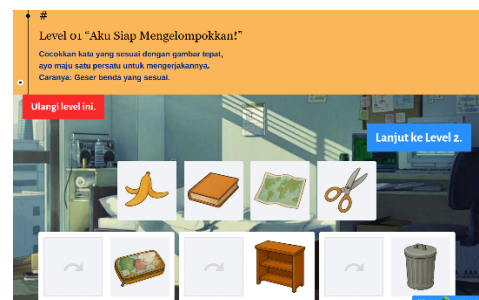 #
Level 01 “Aku Siap Mengelompokkan!”
Cocokkan kata yang sesuai dengan gambar tepat,
ayo maju satu persatu untuk mengerjakannya.
Caranya: Geser benda yang sesuai.
Ulangi level ini.
Lanjut ke Level 2.